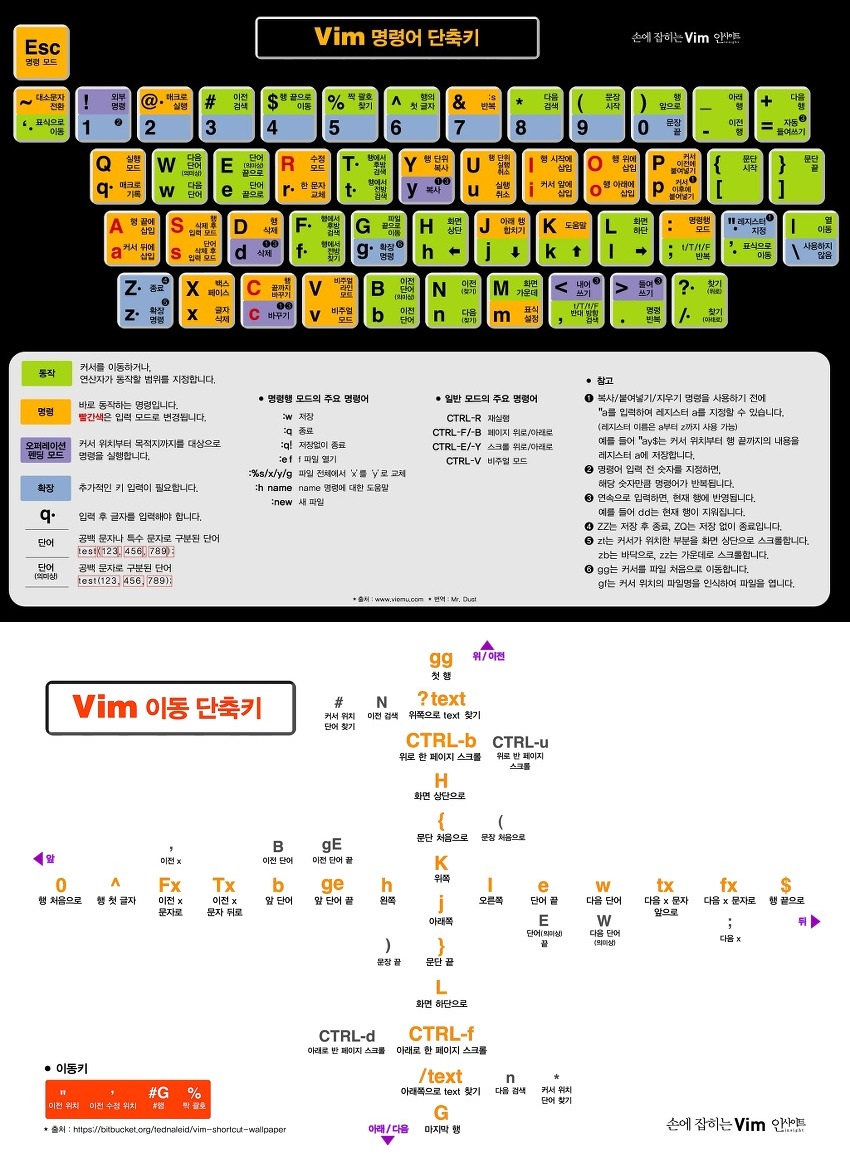 Vim 명령어 단축키
손에 잡히는 Vim 인사이트
Esc
명령 모드
~ 대소문자 전환
`· 표식으로 이동
! 외부 명령
1 ❷
@· 매크로 실행
2
# 이전 검색
3
$ 행 끝으로 이동
4
% 짝 괄호 찾기
5
^ 행의 첫 글자
6
& :s 반복
7
* 다음 검색
8
( 문장 시작
9
) 행 앞으로
0 문장 끝
_ 아래 행
- 이전 행
+ 다음 행
= 자동 들여쓰기 ❸
Q 실행 모드
q· 매크로 기록
W 다음 단어 (의미상)
w 다음 단어
E 단어 (의미상) 끝으로
e 단어 끝으로
R 수정 모드
r· 한 문자 교체
T· 행에서 후방 검색
t· 행에서 전방 검색
Y 행 단위 복사
y 복사 ❶❸
U 행 단위 실행 취소
u 실행 취소
I 행 시작에 삽입
i 커서 앞에 삽입
O 행 위에 삽입
o 행 아래에 삽입
P 커서 이전에 붙여넣기
p 커서 이후에 붙여넣기 ❶
{ 문단 시작
[
} 문단 끝
]
A 행 끝에 삽입
a 커서 뒤에 삽입
S 행 삭제 후 입력 모드
s 단어 삭제 후 입력 모드
D 행 삭제
d 삭제 ❶❸
F· 행에서 후방 검색
f· 행에서 전방 검색
G 파일 끝으로 이동
g· 확장 명령 ❻
H 화면 상단
h ←
J 아래 행 합치기
j ↓
K 도움말
k ↑
L 화면 하단
l →
: 명령행 모드
; t/T/f/F 반복
"· 레지스터 지정 ❶
'· 표식으로 이동
| 열 이동
\ 사용하지 않음
Z· 종료 ❹
z· 확장 명령 ❺
X 백스페이스
x 글자 삭제
C 행 끝까지 바꾸기
c 바꾸기 ❶❸
V 비주얼 라인 모드
v 비주얼 모드
B 이전 단어 (의미상)
b 이전 단어
N 이전 (찾기)
n 다음 (찾기)
M 화면 가운데
m 표식 설정
< 내어 쓰기 ❸
, t/T/f/F 반대 방향 검색
> 들여 쓰기 ❸
. 명령 반복
?· 찾기 (위로)
/· 찾기 (아래로)
동작 커서를 이동하거나,
연산자가 동작할 범위를 지정합니다.
명령 바로 동작하는 명령입니다.
빨간색은 입력 모드로 변경됩니다.
오퍼레이션 펜딩 모드 커서 위치부터 목적지까지를 대상으로
명령을 실행합니다.
확장 추가적인 키 입력이 필요합니다.
q· 입력 후 글자를 입력해야 합니다.
단어 공백 문자나 특수 문자로 구분된 단어
test(123, 456, 789);
단어 (의미상) 공백 문자로 구분된 단어
test(123, 456, 789);
● 명령행 모드의 주요 명령어
:w 저장
:q 종료
:q! 저장없이 종료
:e f f 파일 열기
:%s/x/y/g 파일 전체에서 'x'를 'y'로 교체
:h name name 명령에 대한 도움말
:new 새 파일
● 일반 모드의 주요 명령어
CTRL-R 재실행
CTRL-F/-B 페이지 위로/아래로
CTRL-E/-Y 스크롤 위로/아래로
CTRL-V 비주얼 모드
● 참고
❶ 복사/붙여넣기/지우기 명령을 사용하기 전에
"a를 입력하여 레지스터 a를 지정할 수 있습니다.
(레지스터 이름은 a부터 z까지 사용 가능)
예를 들어 "ay$는 커서 위치부터 행 끝까지의 내용을
레지스터 a에 저장합니다.
❷ 명령어 입력 전 숫자를 지정하면,
해당 숫자만큼 명령어가 반복됩니다.
❸ 연속으로 입력하면, 현재 행에 반영됩니다.
예를 들어 dd는 현재 행이 지워집니다.
❹ ZZ는 저장 후 종료, ZQ는 저장 없이 종료입니다.
❺ zt는 커서가 위치한 부분을 화면 상단으로 스크롤합니다.
zb는 바닥으로, zz는 가운데로 스크롤합니다.
❻ gg는 커서를 파일 처음으로 이동합니다.
gf는 커서 위치의 파일명을 인식하여 파일을 엽니다.
* 출처 : www.viemu.com * 번역 : Mr. Dust
Vim 이동 단축키
위/이전
gg
첫 행
# 커서 위치 단어 찾기
N 이전 검색
?text
위쪽으로 text 찾기
CTRL-b
위로 한 페이지 스크롤
CTRL-u
위로 반 페이지 스크롤
H
화면 상단으로
{
문단 처음으로
(
문장 처음으로
앞
, 이전 x
B 이전 단어
gE 이전 단어 끝
K
위쪽
0 행 처음으로
^ 행 첫 글자
Fx 이전 x 문자로
Tx 이전 x 문자 뒤로
b 앞 단어
ge 앞 단어 끝
h 왼쪽
l 오른쪽
e 단어 끝
w 다음 단어
tx 다음 x 문자 앞으로
fx 다음 x 문자로
$ 행 끝으로
j
아래쪽
E 단어(의미상) 끝
W 다음 단어 (의미상)
; 다음 x
뒤
)
문장 끝
}
문단 끝
L
화면 하단으로
CTRL-d
아래로 반 페이지 스크롤
CTRL-f
아래로 한 페이지 스크롤
/text
아래쪽으로 text 찾기
n
다음 검색
*
커서 위치 단어 찾기
G
마지막 행
아래/다음
● 이동키
" 이전 위치
' 이전 수정 위치
#G #행
% 짝 괄호
* 출처 : https://bitbucket.org/tednaleid/vim-shortcut-wallpaper
손에 잡히는 Vim 인사이트 insight